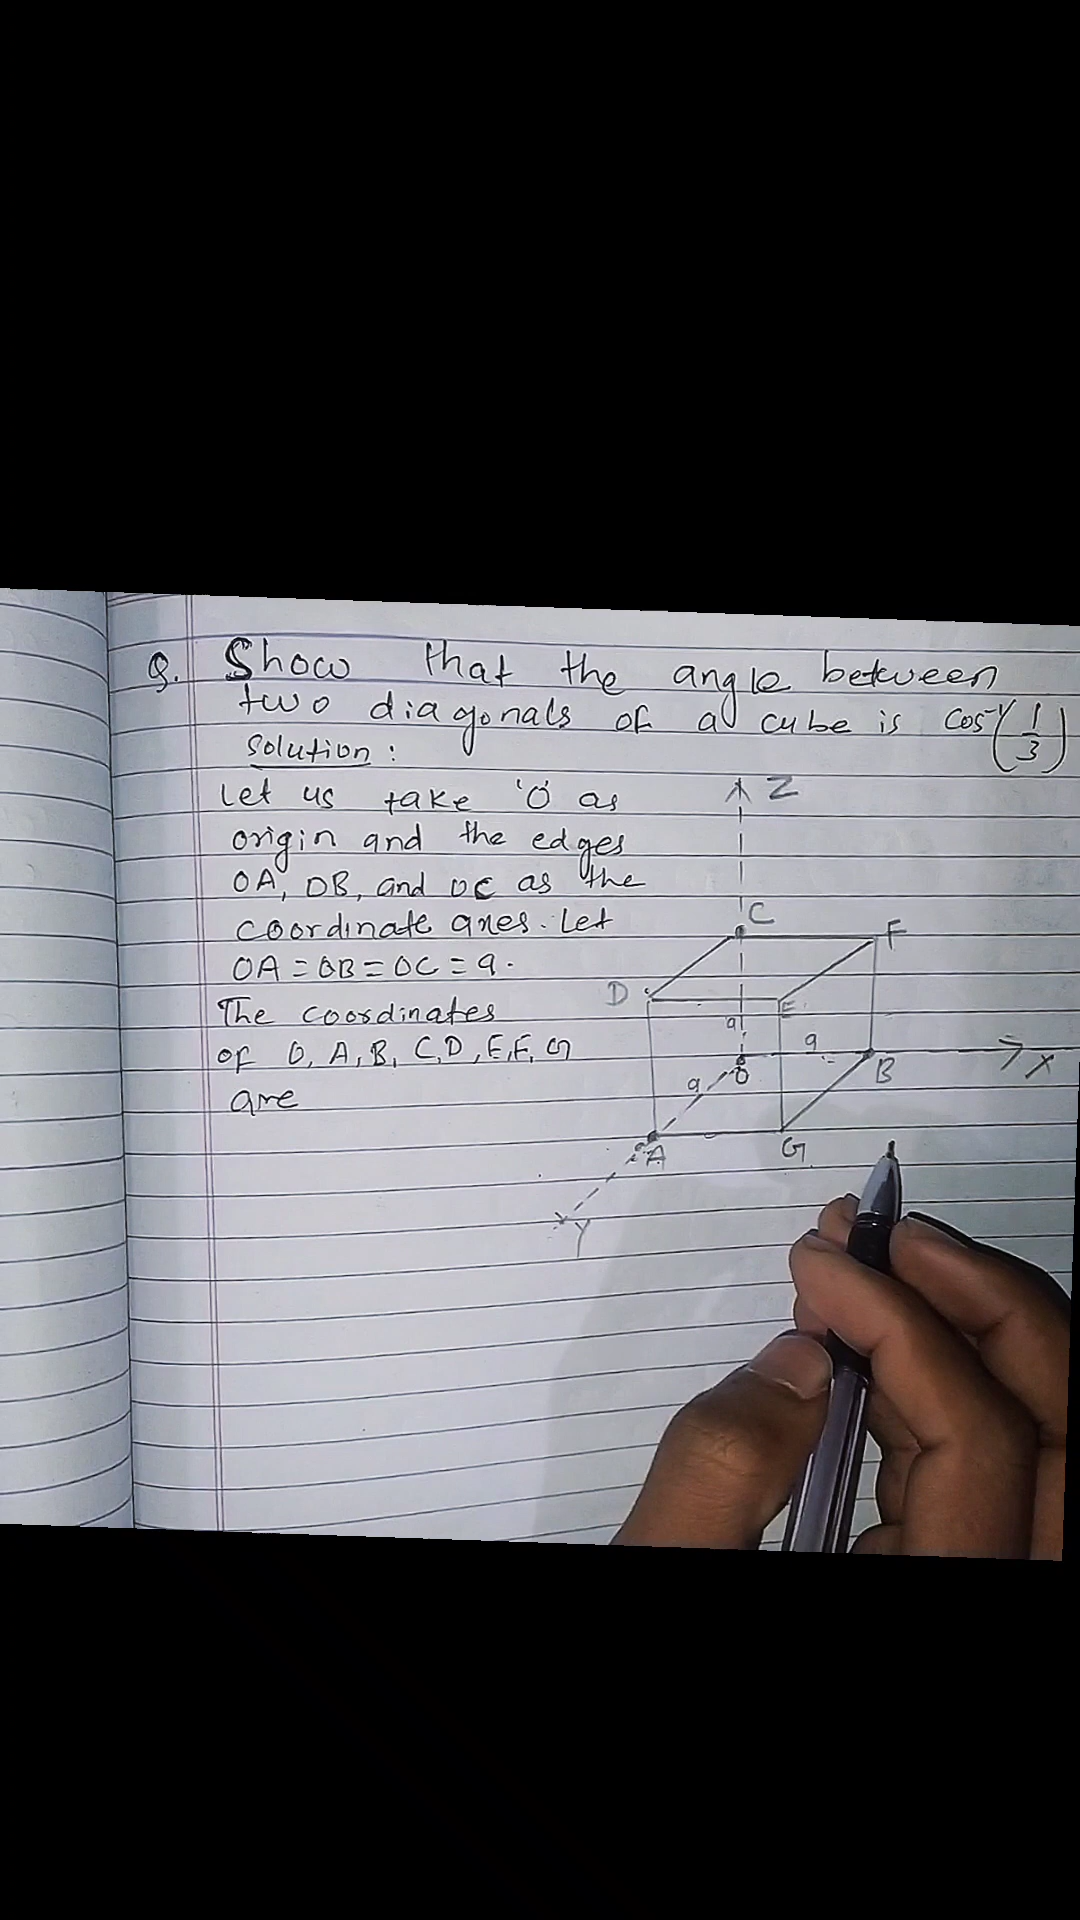 Q. Show that the angle between
two diagonals of a cube is cos⁻¹(1/3)
Solution:
Let us take 'O' as
origin and the edges
OA, OB, and OC as the
coordinate axes. Let
OA = OB = OC = a.
The coordinates
of O, A, B, C, D, E, F, G
are
Z
C
F
D
E
a
a
O
B
X
a
A
G
Y